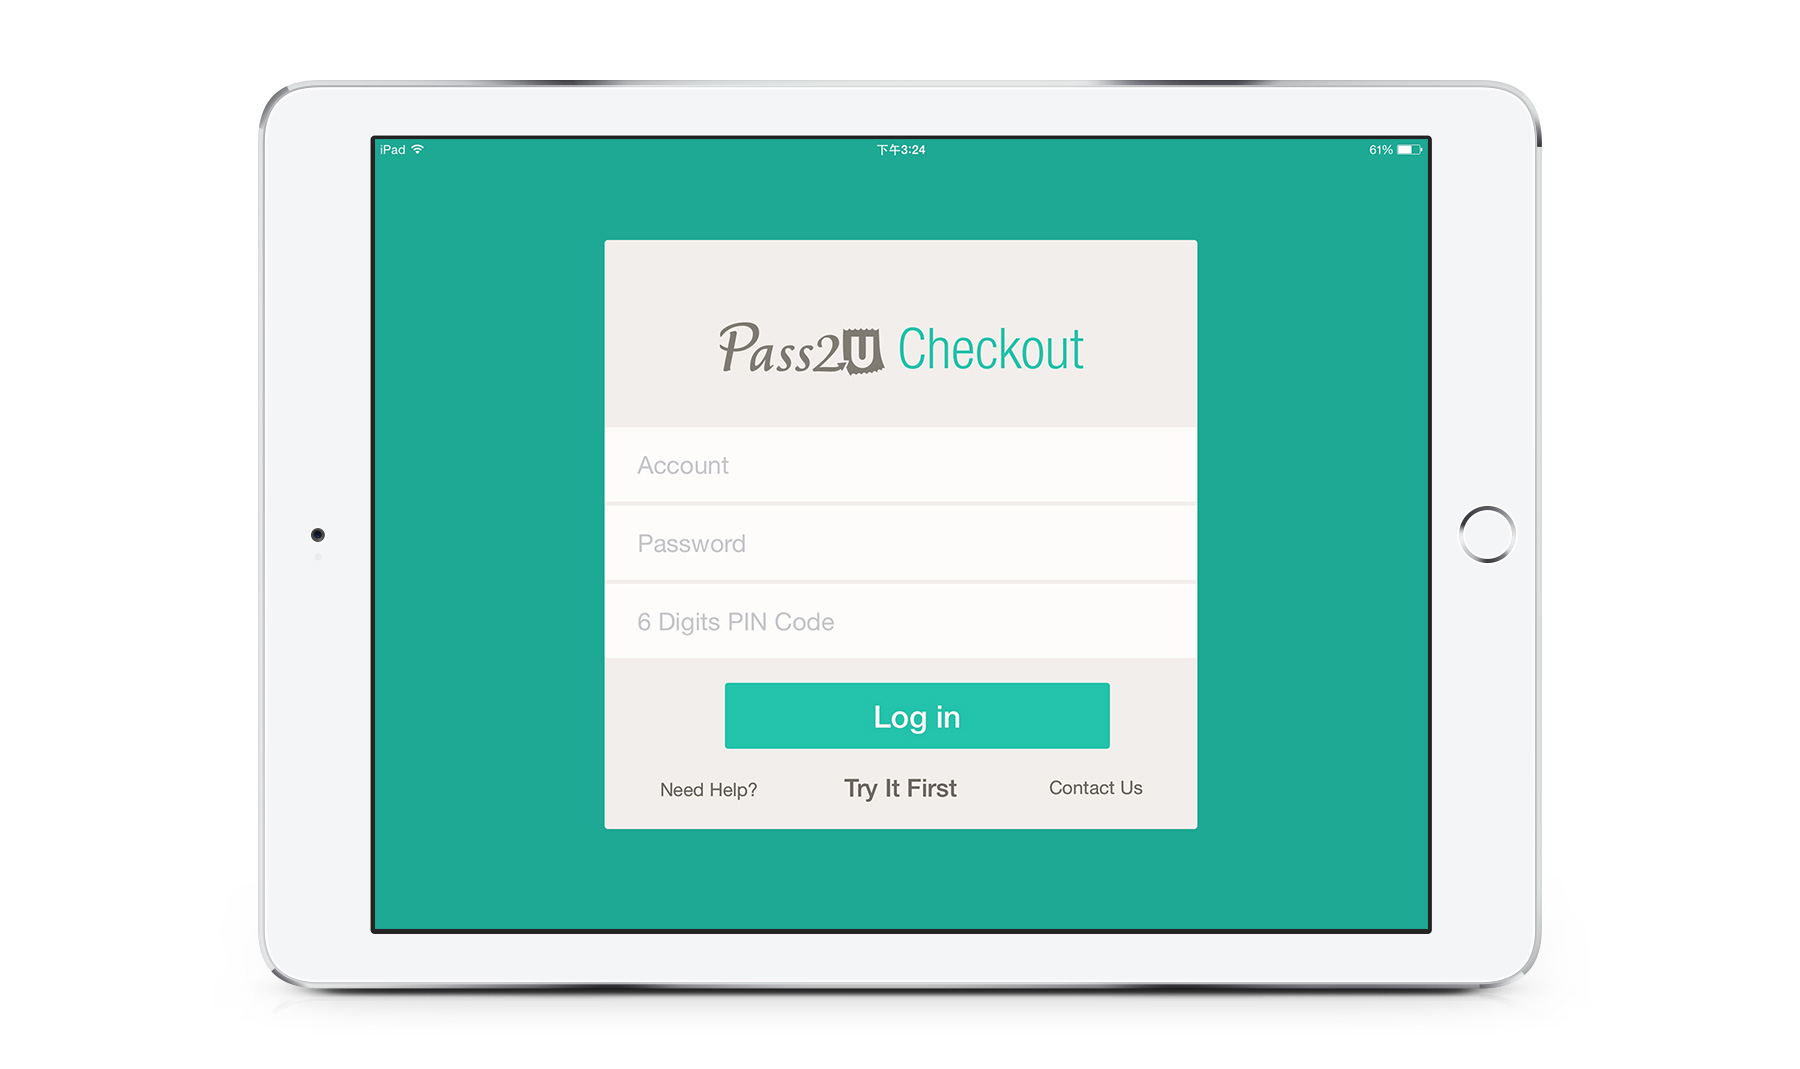 iPad 下午3:24 61%
Pass2U Checkout
Account
Password
6 Digits PIN Code
Log in
Need Help? Try It First Contact Us